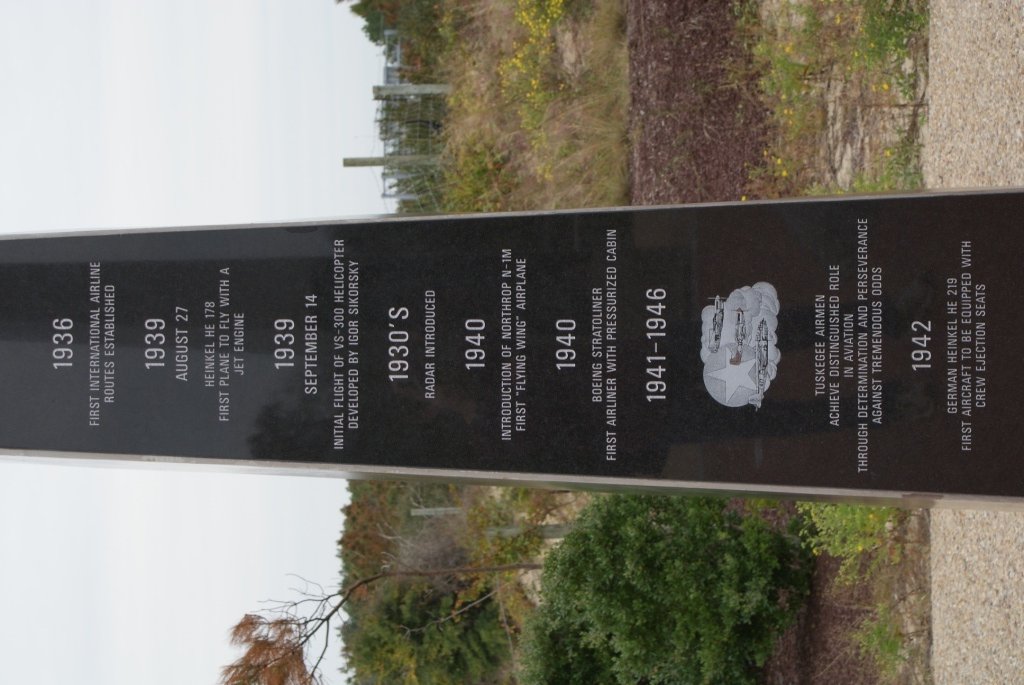 1936
FIRST INTERNATIONAL AIRLINE
ROUTES ESTABLISHED
1939
AUGUST 27
HEINKEL HE 178
FIRST PLANE TO FLY WITH A
JET ENGINE
1939
SEPTEMBER 14
INITIAL FLIGHT OF VS-300 HELICOPTER
DEVELOPED BY IGOR SIKORSKY
1930'S
RADAR INTRODUCED
1940
INTRODUCTION OF NORTHROP N-1M
FIRST "FLYING WING" AIRPLANE
1940
BOEING STRATOLINER
FIRST AIRLINER WITH PRESSURIZED CABIN
1941-1946
TUSKEGEE AIRMEN
ACHIEVE DISTINGUISHED ROLE
IN AVIATION
THROUGH DETERMINATION AND PERSEVERANCE
AGAINST TREMENDOUS ODDS
1942
GERMAN HEINKEL HE 219
FIRST AIRCRAFT TO BE EQUIPPED WITH
CREW EJECTION SEATS